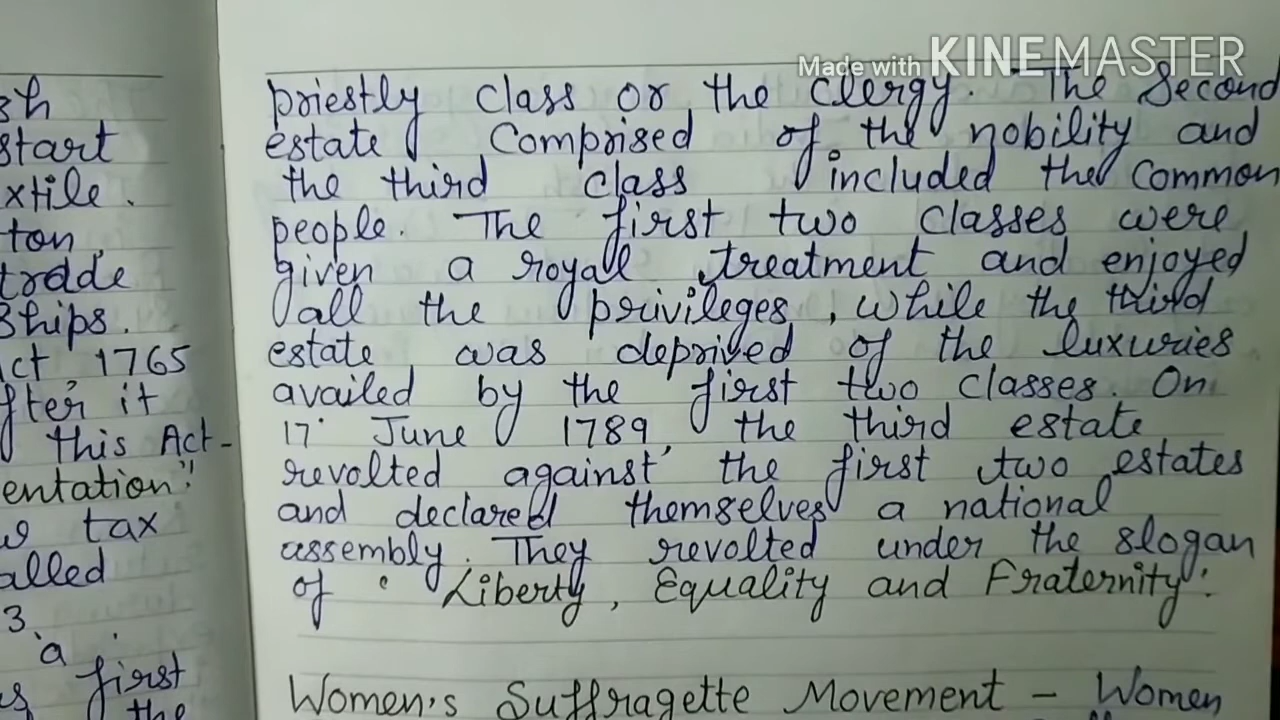 Made with KINEMASTER
start
xtile.
ton,
trade
ships.
Act, 1765
after it
this Act-
entation"
tax
alled
3.
a
first
the
priestly class or the clergy. The Second
estate Comprised of the nobility and
the third class included the Common
people. The first two classes were
given a royal treatment and enjoyed
all the privileges, while the third
estate was deprived of the luxuries
availed by the first two classes. On
17 June 1789, the third estate
revolted against the first two estates
and declared themselves a national
assembly. They revolted under the slogan
of ' Liberty, Equality and Fraternity'.
Women's Suffragette Movement - Women